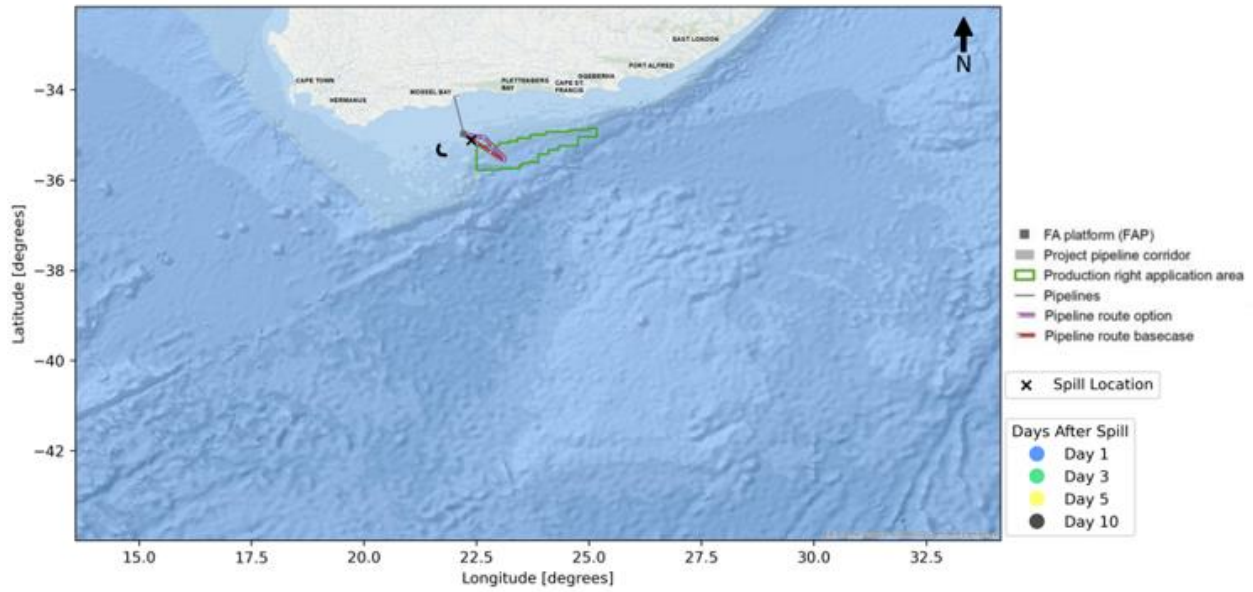 N
EAST LONDON
PORT ALFRED
GQEBERHA
CAPE TOWN
PLETTENBERG
BAY
CAPE ST.
FRANCIS
MOSSEL BAY
HERMANUS
−34
−36
−38
−40
−42
Latitude [degrees]
15.0
17.5
20.0
22.5
25.0
27.5
30.0
32.5
Longitude [degrees]
FA platform (FAP)
Project pipeline corridor
Production right application area
Pipelines
Pipeline route option
Pipeline route basecase
Spill Location
Days After Spill
Day 1
Day 3
Day 5
Day 10